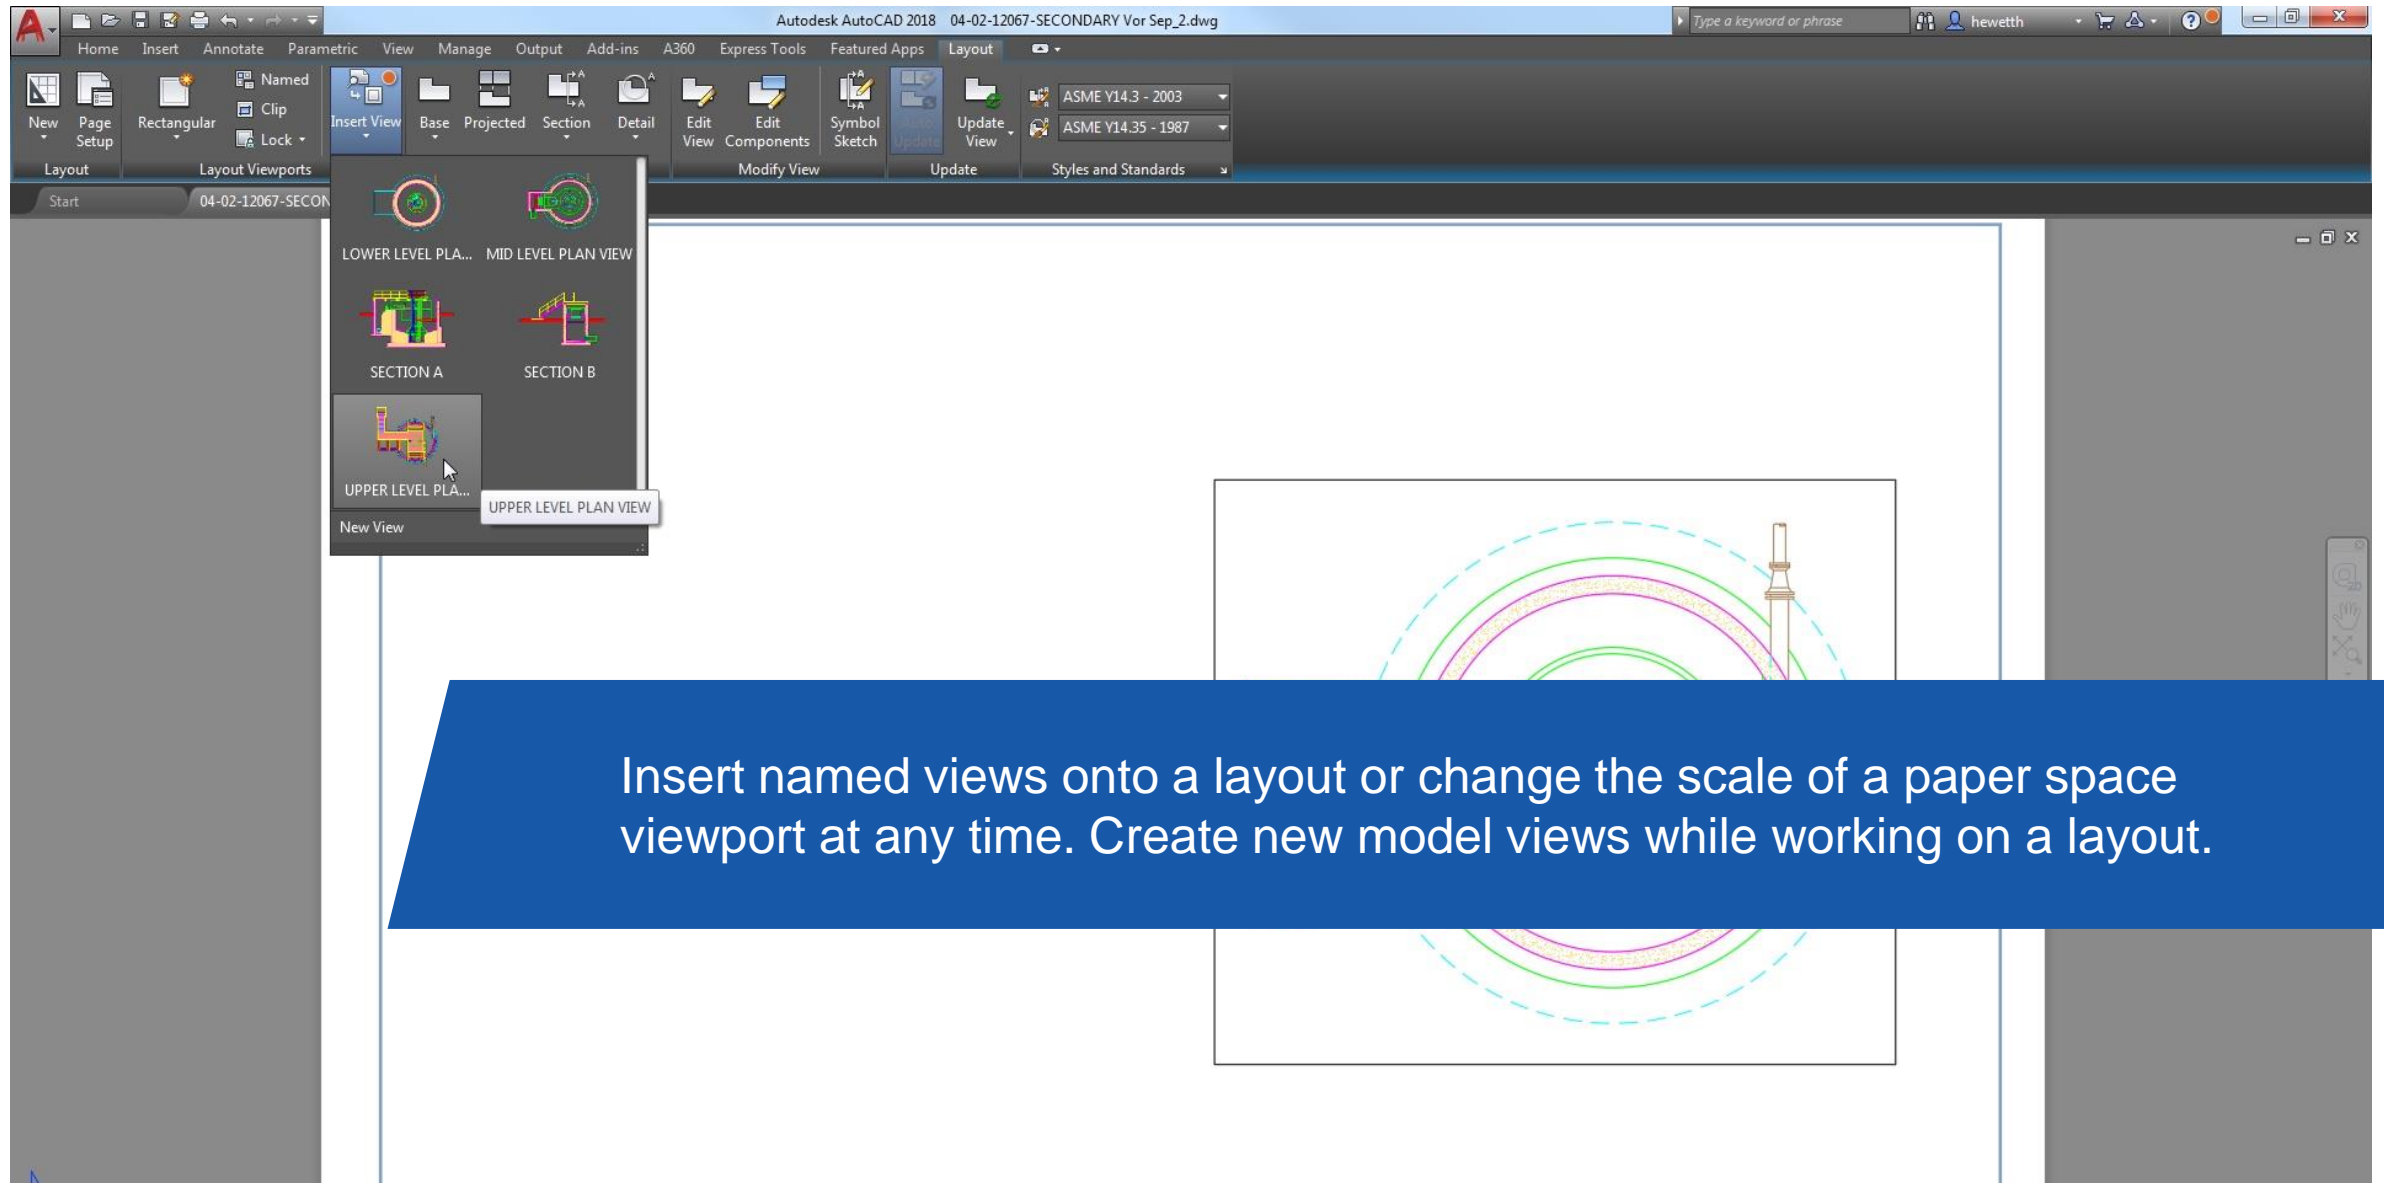 Autodesk AutoCAD 2018 04-02-12067-SECONDARY Vor Sep_2.dwg
Type a keyword or phrase
hewetth
Home Insert Annotate Parametric View Manage Output Add-ins A360 Express Tools Featured Apps Layout
New
Page
Setup
Rectangular
Named
Clip
Lock
Insert View
Base
Projected
Section
Detail
Edit
View
Edit
Components
Symbol
Sketch
Auto
Update
Update
View
ASME Y14.3 - 2003
ASME Y14.35 - 1987
Layout
Layout Viewports
Modify View
Update
Styles and Standards
Start
04-02-12067-SECON
LOWER LEVEL PLA...
MID LEVEL PLAN VIEW
SECTION A
SECTION B
UPPER LEVEL PLA...
UPPER LEVEL PLAN VIEW
New View
Insert named views onto a layout or change the scale of a paper space
viewport at any time. Create new model views while working on a layout.